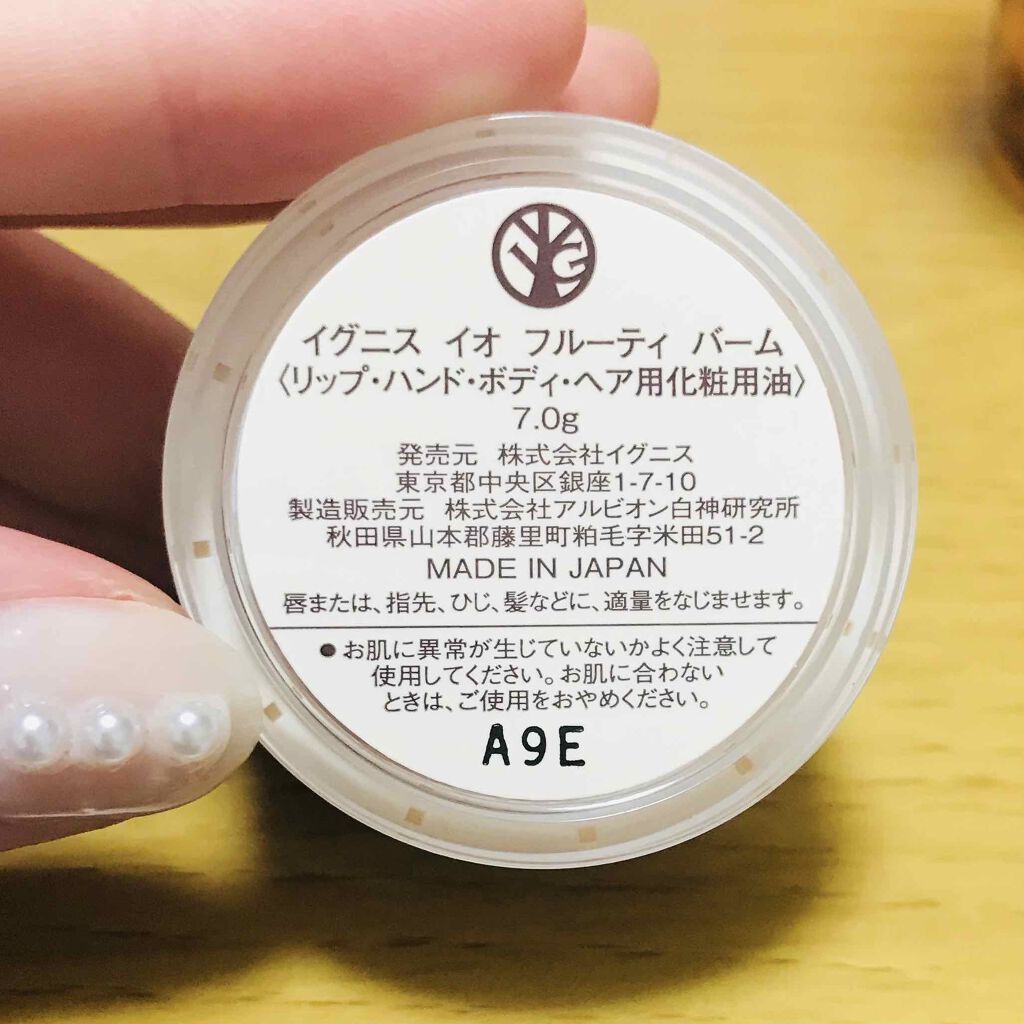 IG
イグニス イオ フルーティ バーム
〈リップ・ハンド・ボディ・ヘア用化粧用油〉
7.0g
発売元 株式会社イグニス
東京都中央区銀座1-7-10
製造販売元 株式会社アルビオン白神研究所
秋田県山本郡藤里町粕毛字米田51-2
MADE IN JAPAN
唇または、指先、ひじ、髪などに、適量をなじませます。
●お肌に異常が生じていないかよく注意して
使用してください。お肌に合わない
ときは、ご使用をおやめください。
A9E